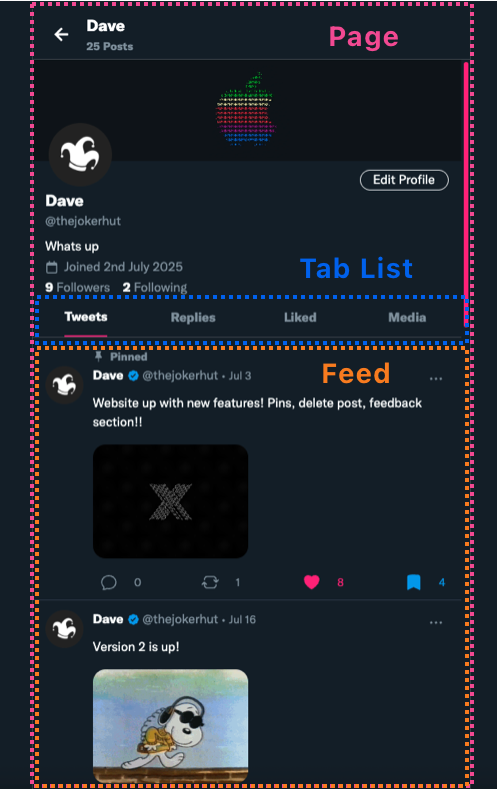 Dave
25 Posts
Page
Edit Profile
Dave
@thejokerhut
Whats up
Joined 2nd July 2025
9 Followers 2 Following
Tab List
Tweets Replies Liked Media
Pinned
Feed
Dave @thejokerhut · Jul 3 ...
Website up with new features! Pins, delete post, feedback
section!!
X
0 1 8 4
Dave @thejokerhut · Jul 16 ...
Version 2 is up!